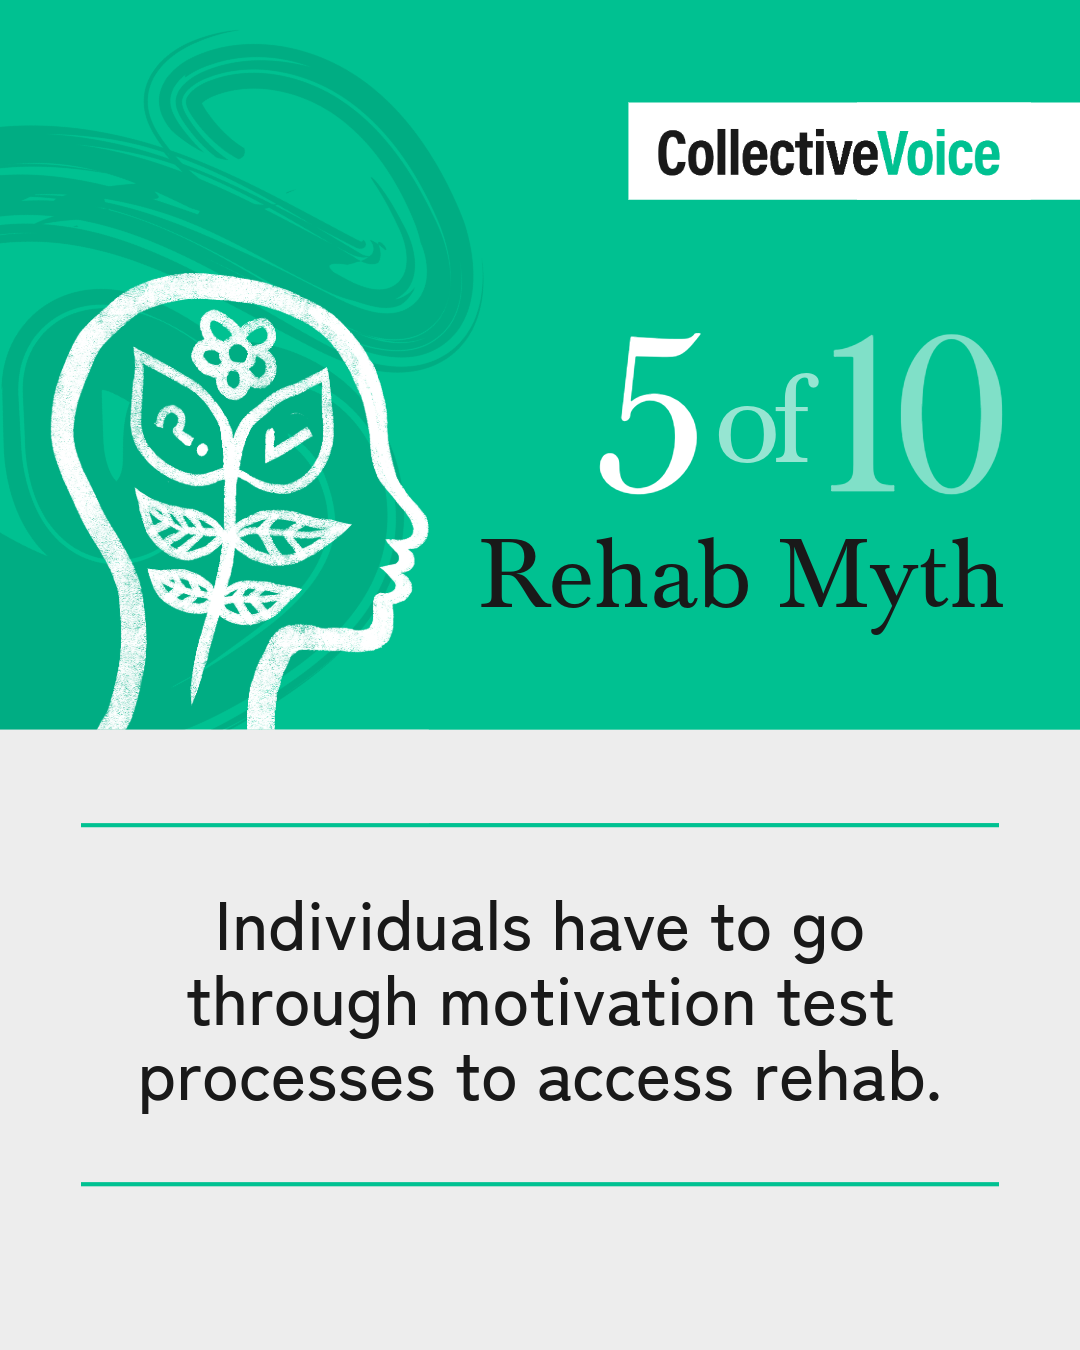 CollectiveVoice
5 of 10
Rehab Myth
?
Individuals have to go
through motivation test
processes to access rehab.